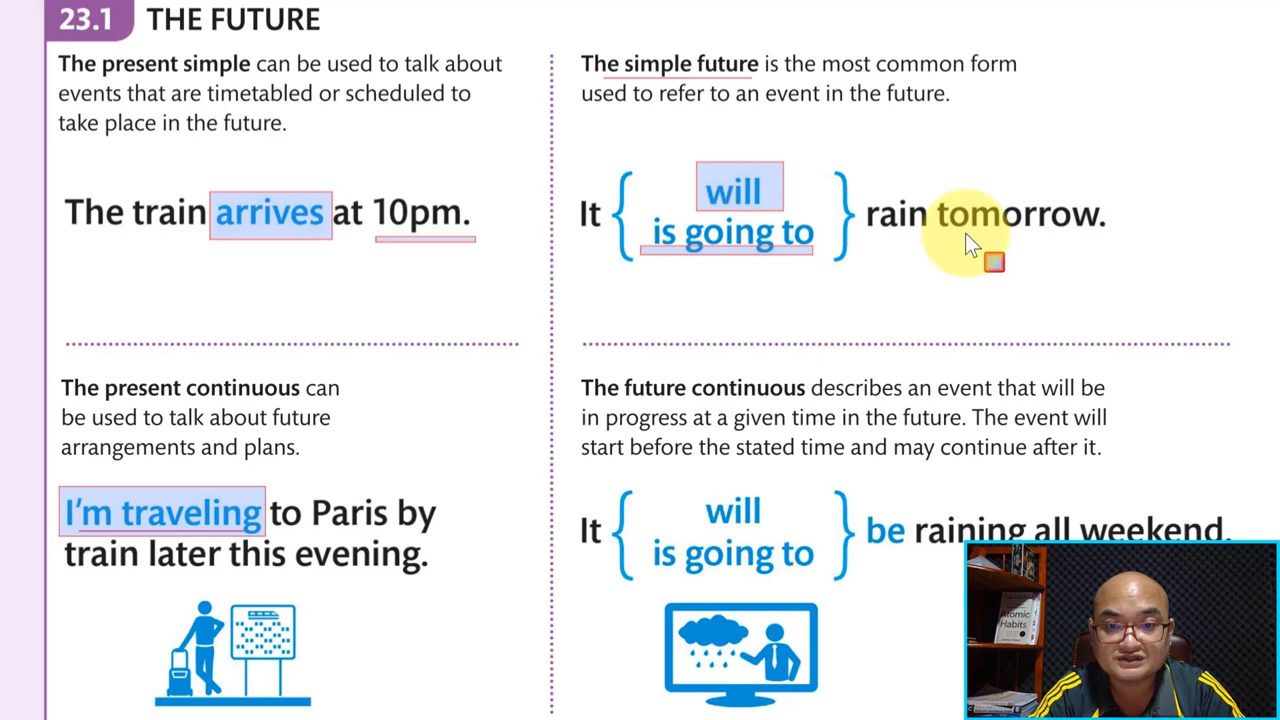 23.1 THE FUTURE
The present simple can be used to talk about
events that are timetabled or scheduled to
take place in the future.
The train arrives at 10pm.
The simple future is the most common form
used to refer to an event in the future.
will
It { is going to } rain tomorrow.
The present continuous can
be used to talk about future
arrangements and plans.
I'm traveling to Paris by
train later this evening.
The future continuous describes an event that will be
in progress at a given time in the future. The event will
start before the stated time and may continue after it.
will
It { is going to } be raining all weekend.
Atomic
Habits